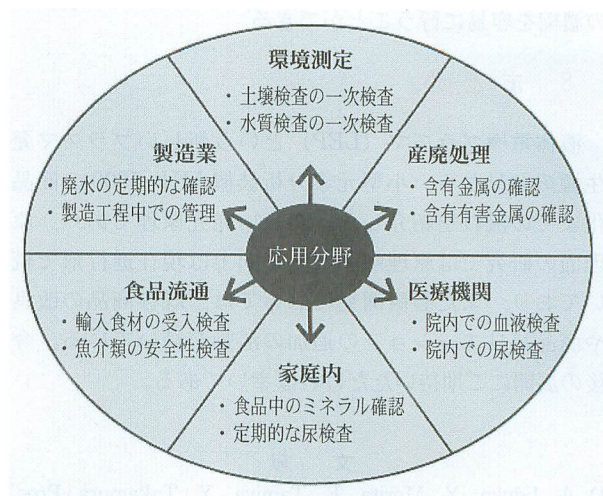 環境測定
・土壌検査の一次検査
・水質検査の一次検査
製造業
・廃水の定期的な確認
・製造工程中での管理
産廃処理
・含有金属の確認
・含有有害金属の確認
応用分野
食品流通
・輸入食材の受入検査
・魚介類の安全性検査
医療機関
・院内での血液検査
・院内での尿検査
家庭内
・食品中のミネラル確認
・定期的な尿検査